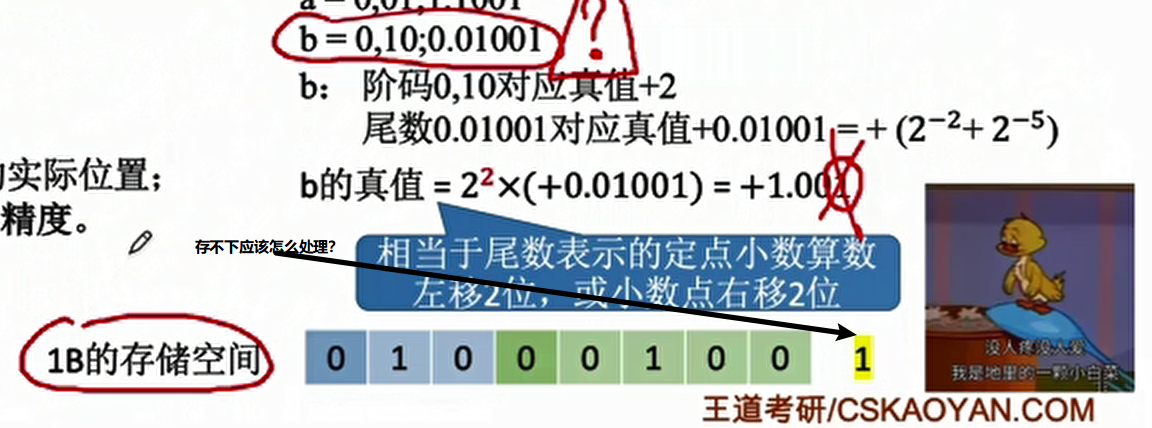 a = 0,01;1.1001
b = 0,10;0.01001
?
b： 阶码0,10对应真值+2
尾数0.01001对应真值+0.01001 = + (2⁻²+ 2⁻⁵)
的实际位置；
b的真值 = 2²×(+0.01001) = +1.001
精度。
存不下应该怎么处理？
相当于尾数表示的定点小数算数
左移2位，或小数点右移2位
1B的存储空间
0 1 0 0 0 1 0 0 1
没人疼没人爱
我是地里的一颗小白菜
王道考研/CSKAOYAN.COM